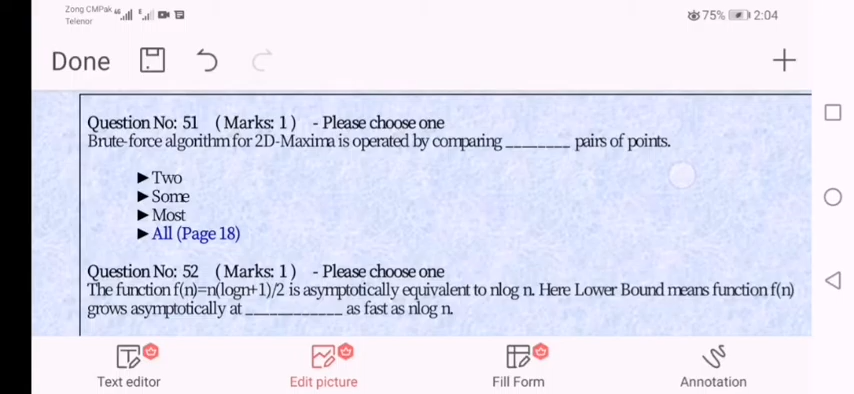 Zong CMPak 4G E 75% 2:04
Telenor
Done
Question No: 51 ( Marks: 1 ) - Please choose one
Brute-force algorithm for 2D-Maxima is operated by comparing ________ pairs of points.
►Two
►Some
►Most
►All (Page 18)
Question No: 52 ( Marks: 1 ) - Please choose one
The function f(n)=n(logn+1)/2 is asymptotically equivalent to nlog n. Here Lower Bound means function f(n)
grows asymptotically at ____________ as fast as nlog n.
Text editor Edit picture Fill Form Annotation